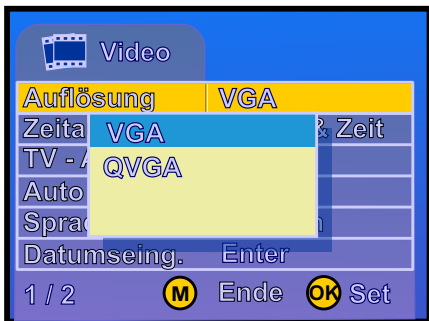 Video
Auflösung VGA
Zeita & Zeit
VGA
TV - A
QVGA
Auto
Sprac
Datumseing. Enter
1 / 2 M Ende OK Set